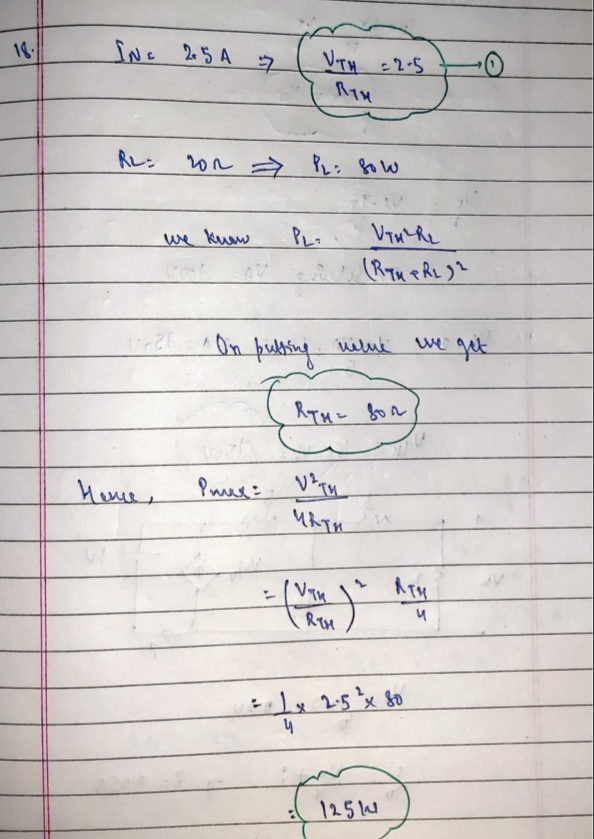 18. IN = 2.5 A ⇒ VTH / RTH = 2.5 → ①
RL = 20Ω ⇒ PL = 80W
we know PL = VTH² RL / (RTH + RL)²
On putting value we get
RTH = 80Ω
Hence, Pmax = V²TH / 4RTH
= (VTH / RTH)² RTH / 4
= 1/4 × 2.5² × 80
= 125W